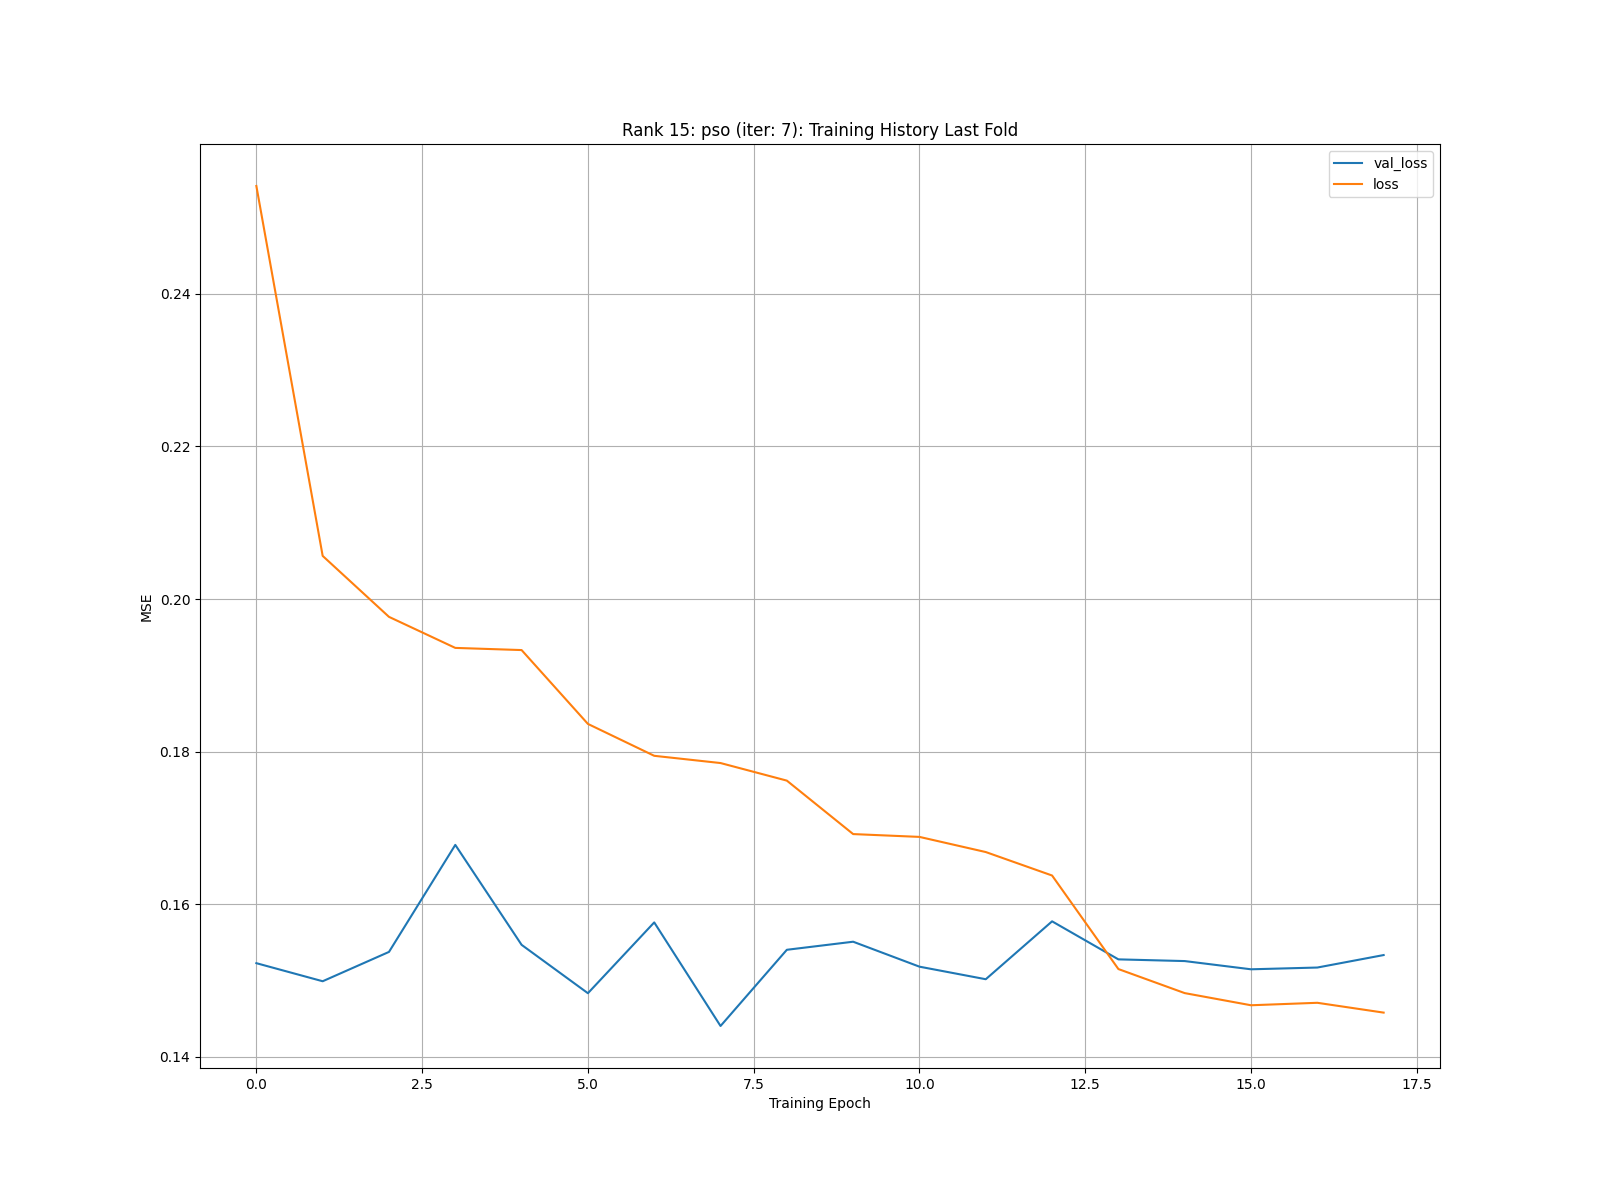 Rank 15: pso (iter: 7): Training History Last Fold
val_loss
loss
0.24
0.22
0.20
0.18
0.16
0.14
MSE
0.0 2.5 5.0 7.5 10.0 12.5 15.0 17.5
Training Epoch